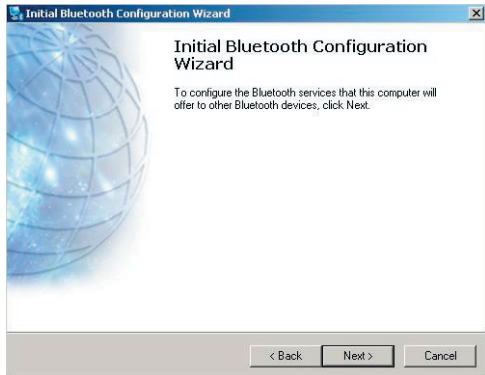 Initial Bluetooth Configuration Wizard
Initial Bluetooth Configuration
Wizard
To configure the Bluetooth services that this computer will
offer to other Bluetooth devices, click Next.
< Back Next > Cancel